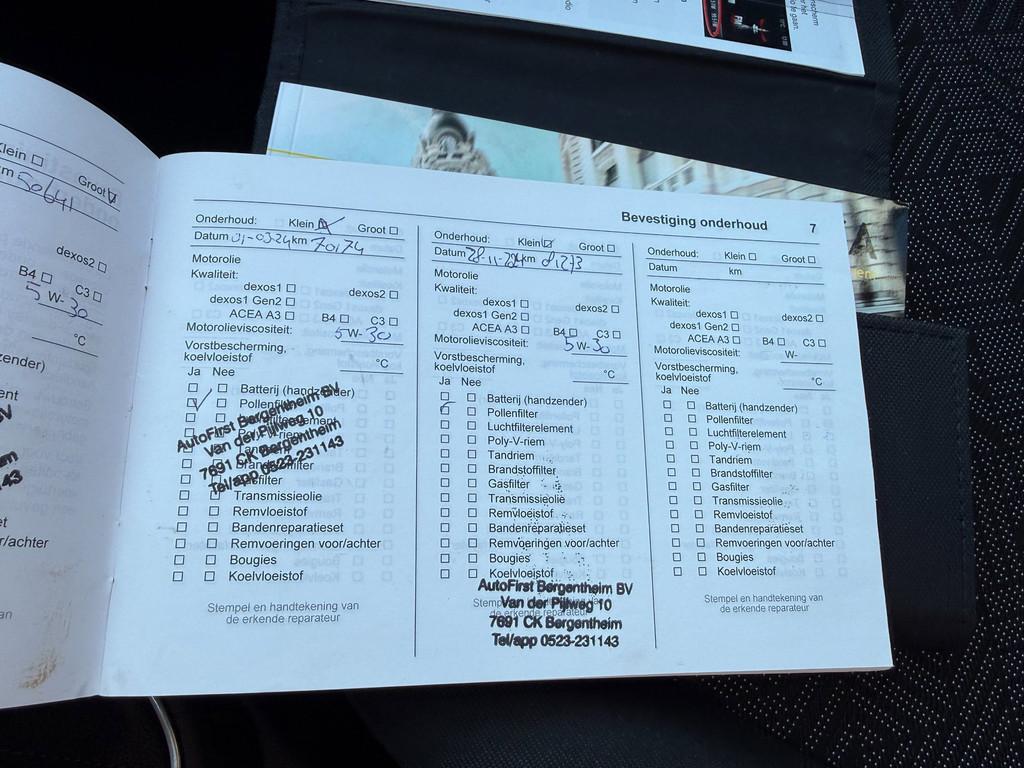 Klein ☐ Groot ☑
km 50641
dexos2 ☐
B4 ☐ C3 ☐
5 W- 30
°C
Bevestiging onderhoud 7
Onderhoud: Klein ☒ Groot ☐
Datum 01-03-24 km 70174
Motorolie
Kwaliteit:
dexos1 ☐ dexos2 ☐
dexos1 Gen2 ☐
ACEA A3 ☐ B4 ☐ C3 ☐
Motorolieviscositeit: 5 W- 30
Vorstbescherming,
koelvloeistof °C
Ja Nee
☐ ☐ Batterij (handzender)
☑ ☐ Pollenfilter
AutoFirst Bergentheim BV
Van der Pijlweg 10
7691 CK Bergentheim
Tel/app 0523-231143
☐ ☐ Transmissieolie
☐ ☐ Remvloeistof
☐ ☐ Bandenreparatieset
☐ ☐ Remvoeringen voor/achter
☐ ☐ Bougies
☐ ☐ Koelvloeistof
Stempel en handtekening van
de erkende reparateur
Onderhoud: Klein ☑ Groot ☐
Datum 28-11-2024 km 81273
Motorolie
Kwaliteit:
dexos1 ☐ dexos2 ☐
dexos1 Gen2 ☐
ACEA A3 ☐ B4 ☐ C3 ☐
Motorolieviscositeit: 5 W- 30
Vorstbescherming,
koelvloeistof °C
Ja Nee
☐ ☐ Batterij (handzender)
☑ ☐ Pollenfilter
☐ ☐ Luchtfilterelement
☐ ☐ Poly-V-riem
☐ ☐ Tandriem
☐ ☐ Brandstoffilter
☐ ☐ Gasfilter
☐ ☐ Transmissieolie
☐ ☐ Remvloeistof
☐ ☐ Bandenreparatieset
☐ ☐ Remvoeringen voor/achter
☐ ☐ Bougies
☐ ☐ Koelvloeistof
AutoFirst Bergentheim BV
Van der Pijlweg 10
7691 CK Bergentheim
Tel/app 0523-231143
Onderhoud: Klein ☐ Groot ☐
Datum km
Motorolie
Kwaliteit:
dexos1 ☐ dexos2 ☐
dexos1 Gen2 ☐
ACEA A3 ☐ B4 ☐ C3 ☐
Motorolieviscositeit: W-
Vorstbescherming,
koelvloeistof °C
Ja Nee
☐ ☐ Batterij (handzender)
☐ ☐ Pollenfilter
☐ ☐ Luchtfilterelement
☐ ☐ Poly-V-riem
☐ ☐ Tandriem
☐ ☐ Brandstoffilter
☐ ☐ Gasfilter
☐ ☐ Transmissieolie
☐ ☐ Remvloeistof
☐ ☐ Bandenreparatieset
☐ ☐ Remvoeringen voor/achter
☐ ☐ Bougies
☐ ☐ Koelvloeistof
Stempel en handtekening van
de erkende reparateur